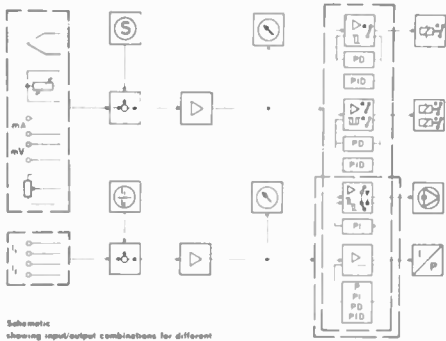 S
PD
PID
mA
mV
PD
PID
PI
P
PI
PD
PID
I
P
Schematic
showing input/output combinations for different